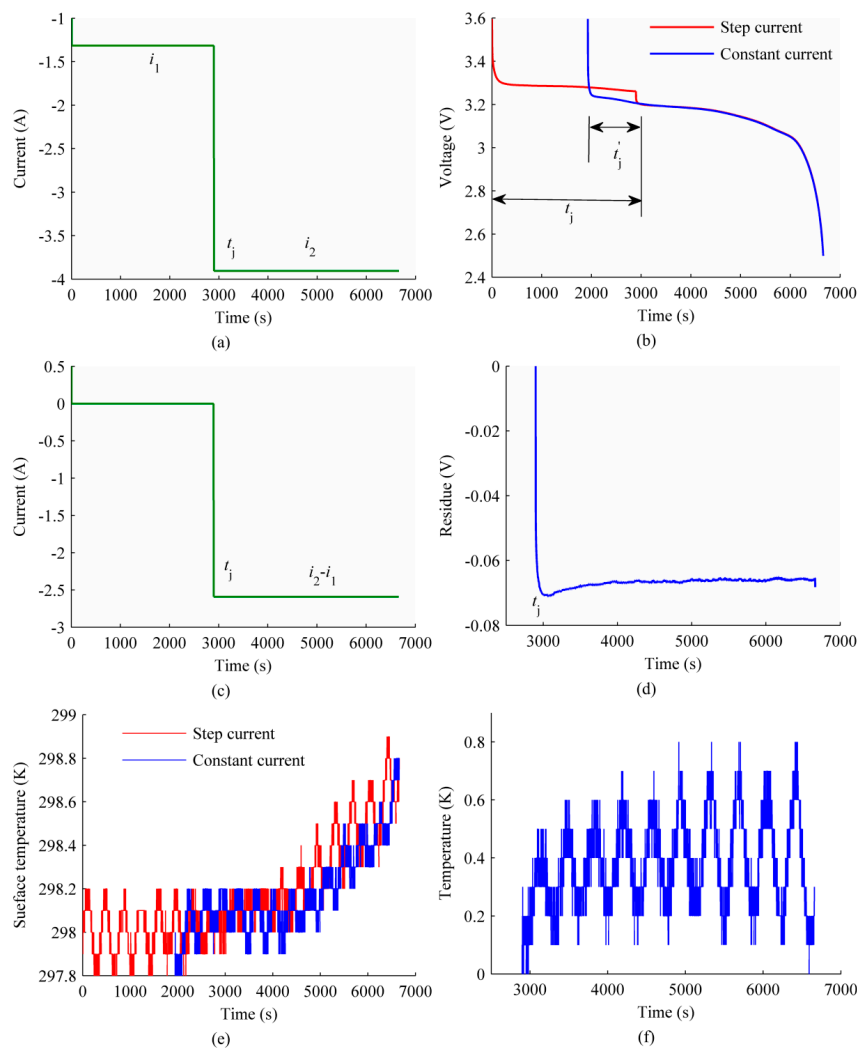 -1
-1.5
-2
-2.5
-3
-3.5
-4
Current (A)
i1
tj
i2
0 1000 2000 3000 4000 5000 6000 7000
Time (s)
(a)
3.6
3.4
3.2
3
2.8
2.6
2.4
Voltage (V)
Step current
Constant current
t'j
tj
0 1000 2000 3000 4000 5000 6000 7000
Time (s)
(b)
0.5
0
-0.5
-1
-1.5
-2
-2.5
-3
Current (A)
tj
i2-i1
0 1000 2000 3000 4000 5000 6000 7000
Time (s)
(c)
0
-0.02
-0.04
-0.06
-0.08
Residue (V)
tj
3000 4000 5000 6000 7000
Time (s)
(d)
299
298.8
298.6
298.4
298.2
298
297.8
Sucface temperature (K)
Step current
Constant current
0 1000 2000 3000 4000 5000 6000 7000
Time (s)
(e)
0.8
0.6
0.4
0.2
0
Temperature (K)
3000 4000 5000 6000 7000
Time (s)
(f)